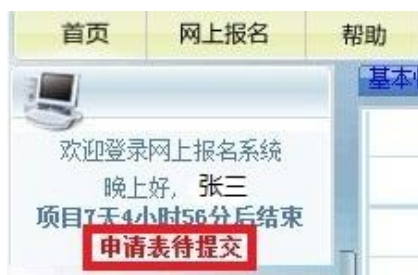 首页 网上报名 帮助
基本
欢迎登录网上报名系统
晚上好, 张三
项目7天4小时56分后结束
申请表待提交